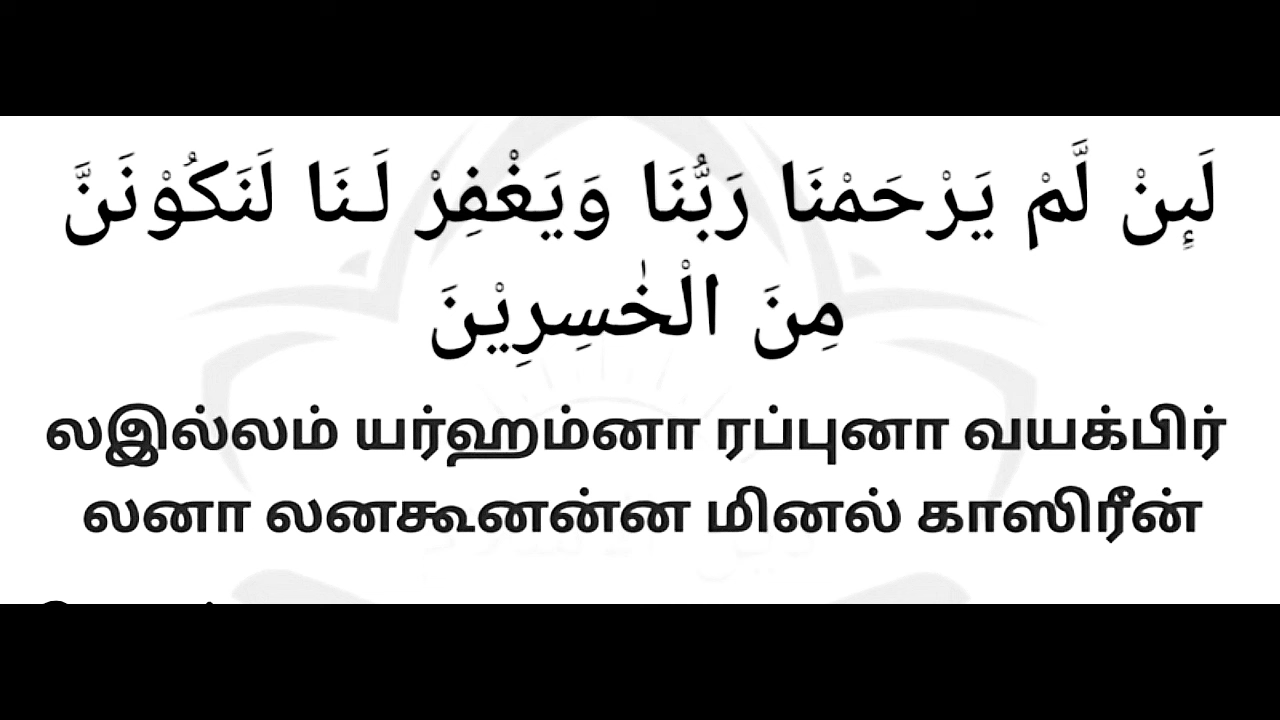 لَىِٕنْ لَّمْ يَرْحَمْنَا رَبُّنَا وَيَغْفِرْ لَـنَا لَنَكُوْنَنَّ
مِنَ الْخٰسِرِيْنَ
லஇல்லம் யர்ஹம்னா ரப்புனா வயக்பிர்
லனா லனகூனன்ன மினல் காஸிரீன்